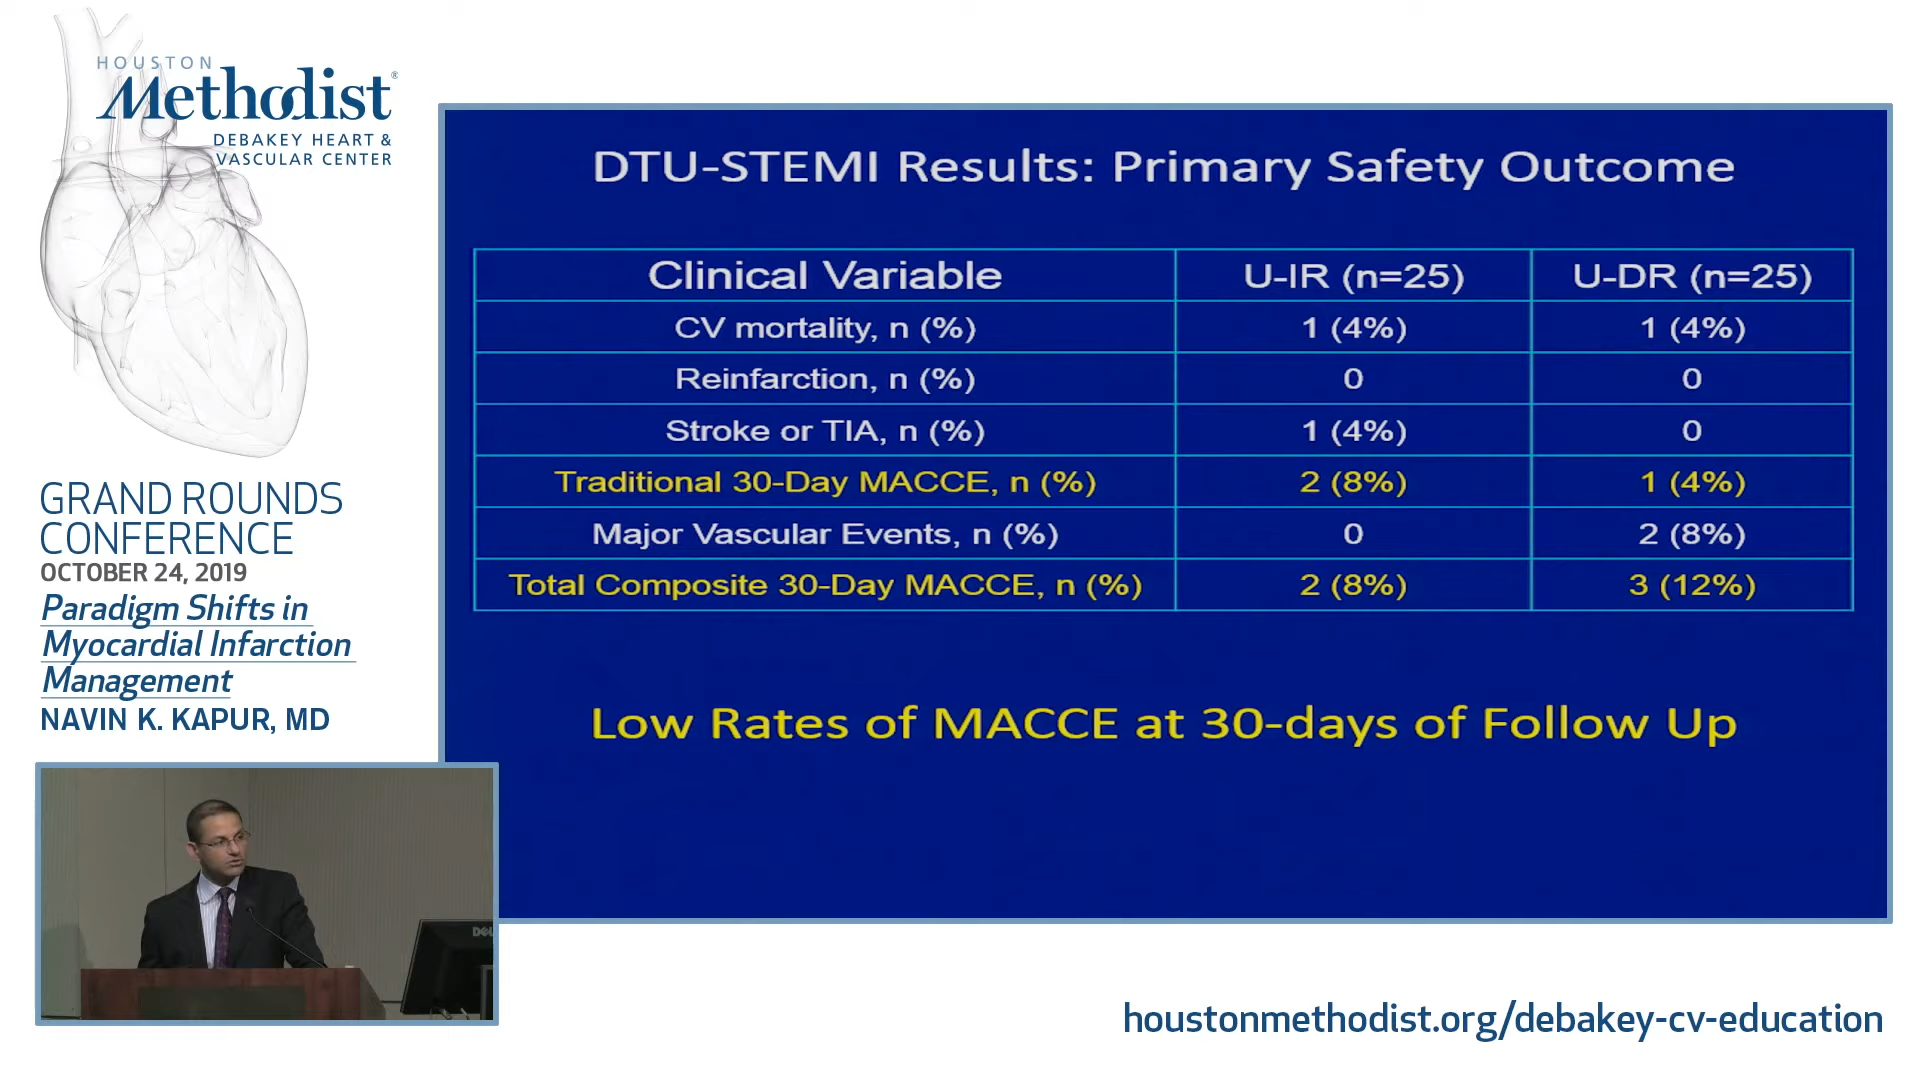 HOUSTON
Methodist®
DEBAKEY HEART &
VASCULAR CENTER
GRAND ROUNDS
CONFERENCE
OCTOBER 24, 2019
Paradigm Shifts in
Myocardial Infarction
Management
NAVIN K. KAPUR, MD
DTU-STEMI Results: Primary Safety Outcome
Clinical Variable U-IR (n=25) U-DR (n=25)
CV mortality, n (%) 1 (4%) 1 (4%)
Reinfarction, n (%) 0 0
Stroke or TIA, n (%) 1 (4%) 0
Traditional 30-Day MACCE, n (%) 2 (8%) 1 (4%)
Major Vascular Events, n (%) 0 2 (8%)
Total Composite 30-Day MACCE, n (%) 2 (8%) 3 (12%)
Low Rates of MACCE at 30-days of Follow Up
houstonmethodist.org/debakey-cv-education